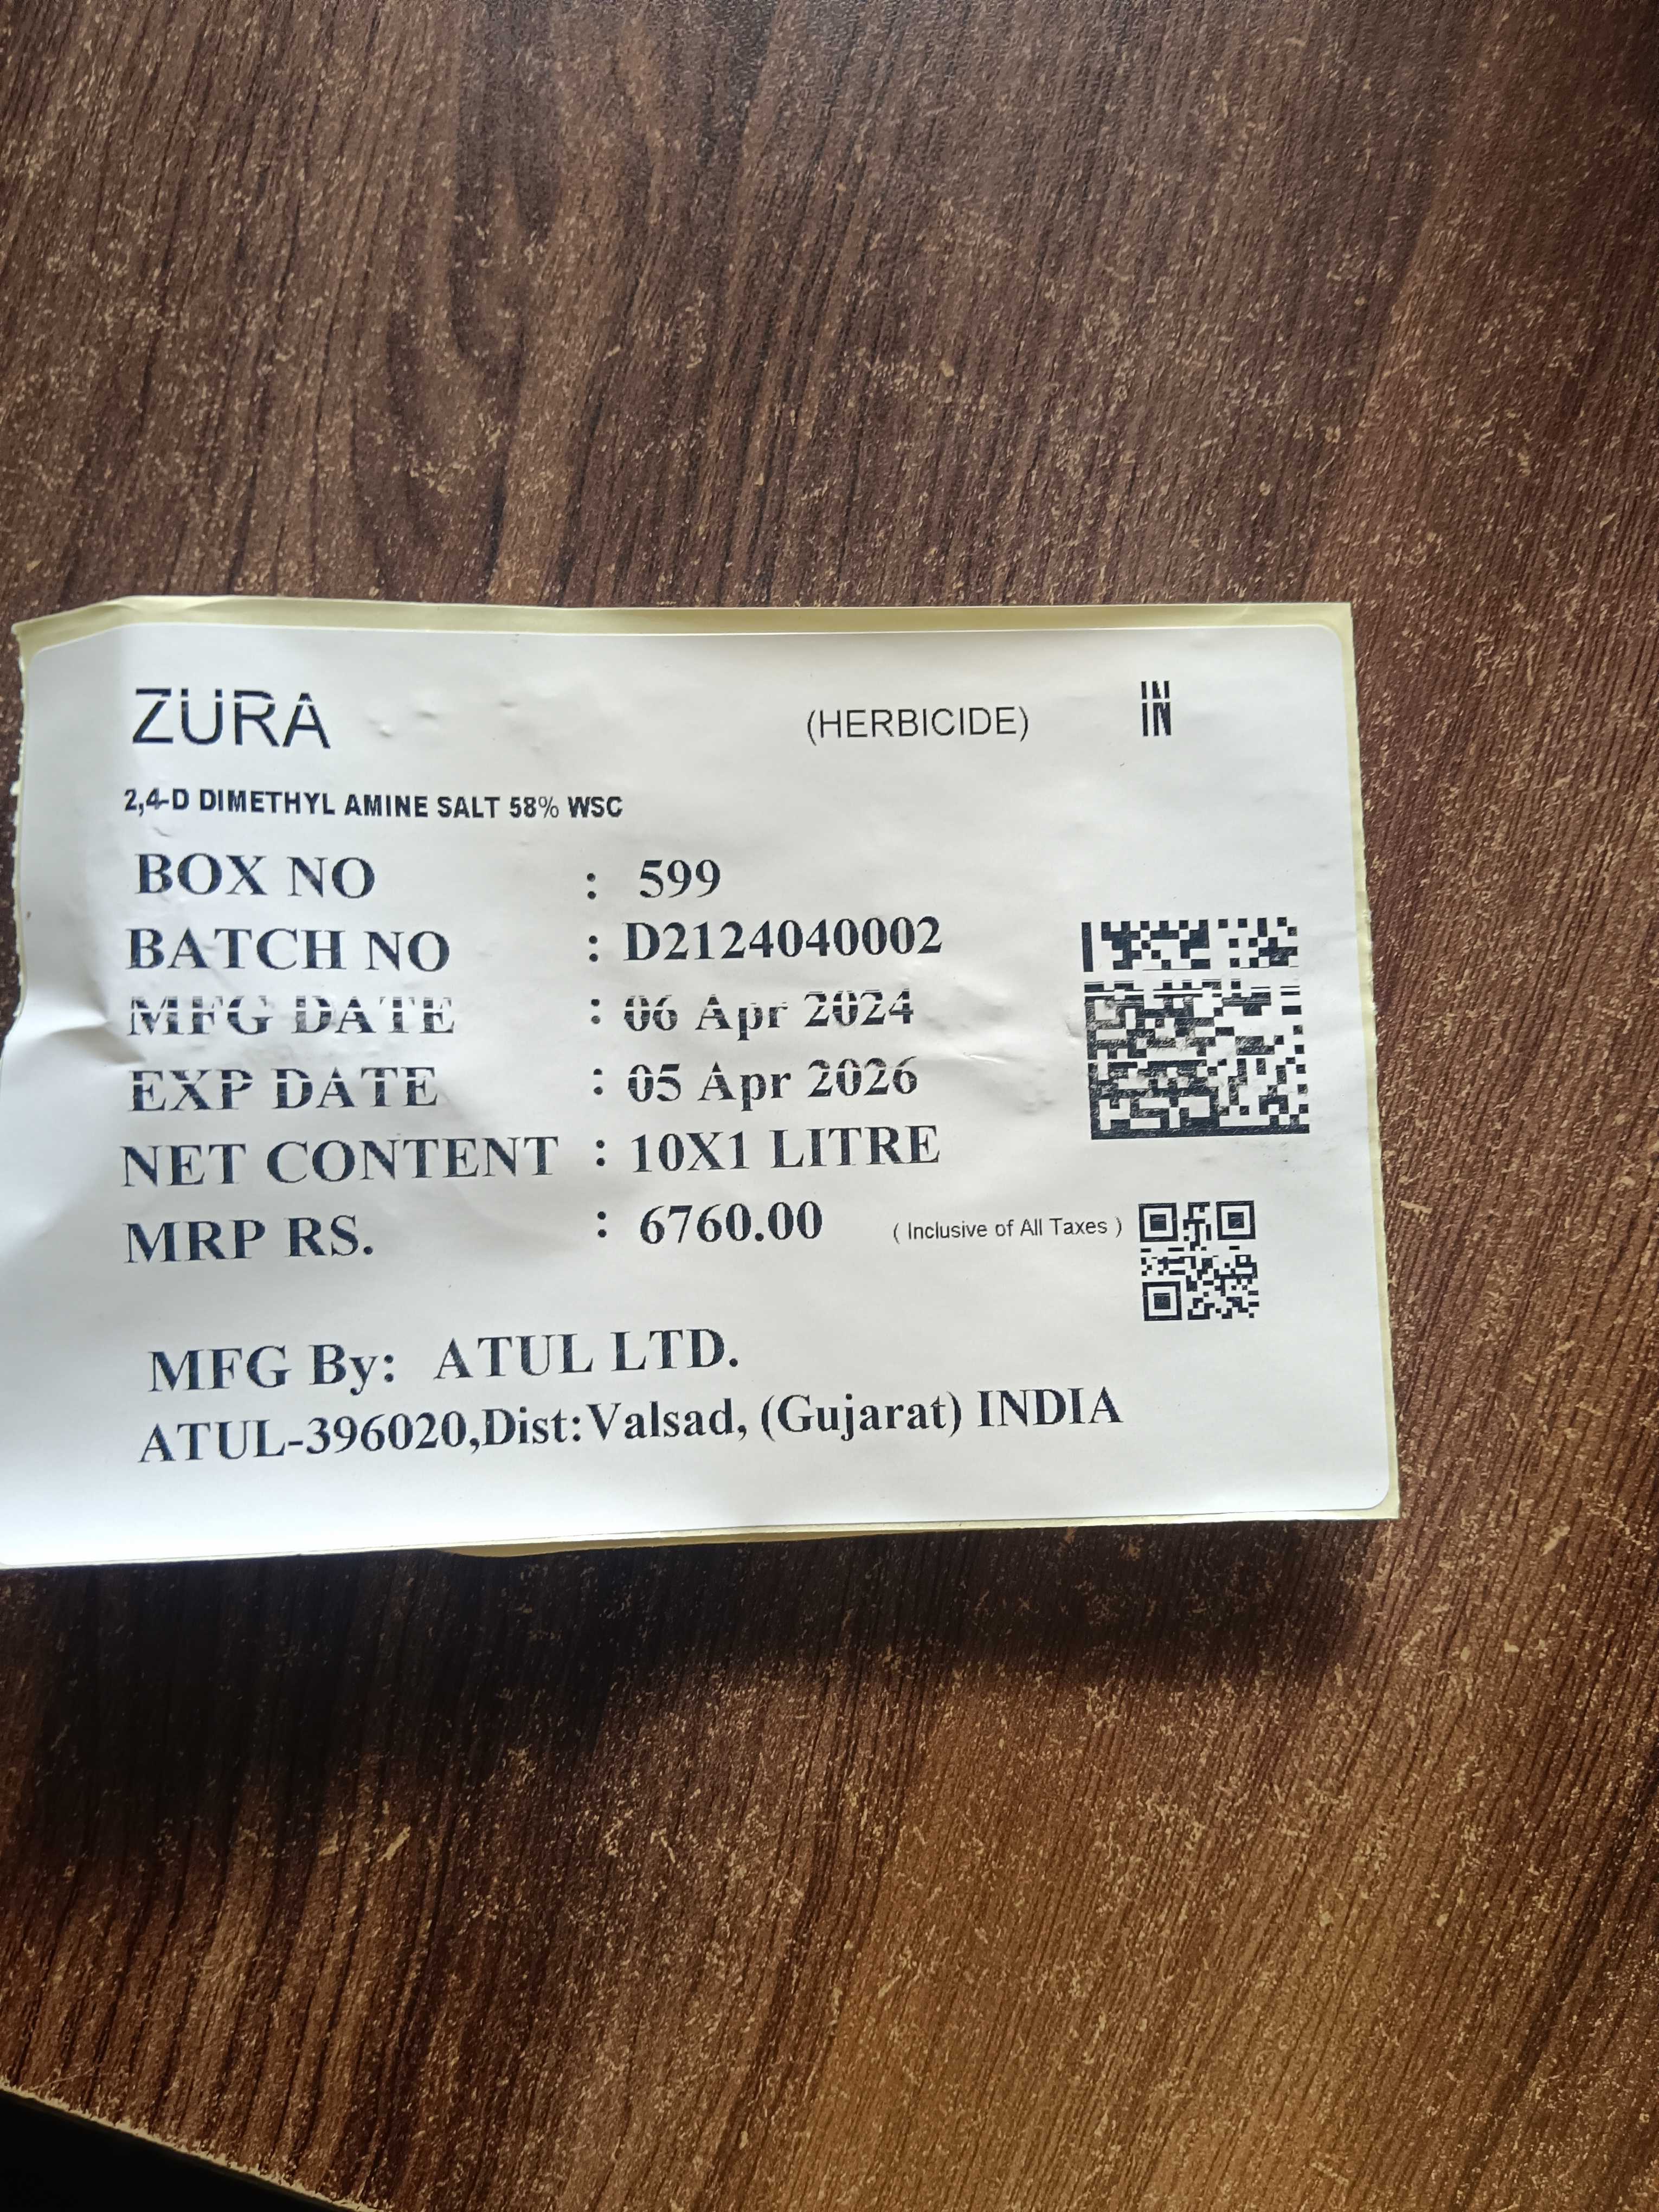 ZURA (HERBICIDE) IN
2,4-D DIMETHYL AMINE SALT 58% WSC
BOX NO : 599
BATCH NO : D2124040002
MFG DATE : 06 Apr 2024
EXP DATE : 05 Apr 2026
NET CONTENT : 10X1 LITRE
MRP RS. : 6760.00 ( Inclusive of All Taxes )
MFG By: ATUL LTD.
ATUL-396020,Dist:Valsad, (Gujarat) INDIA